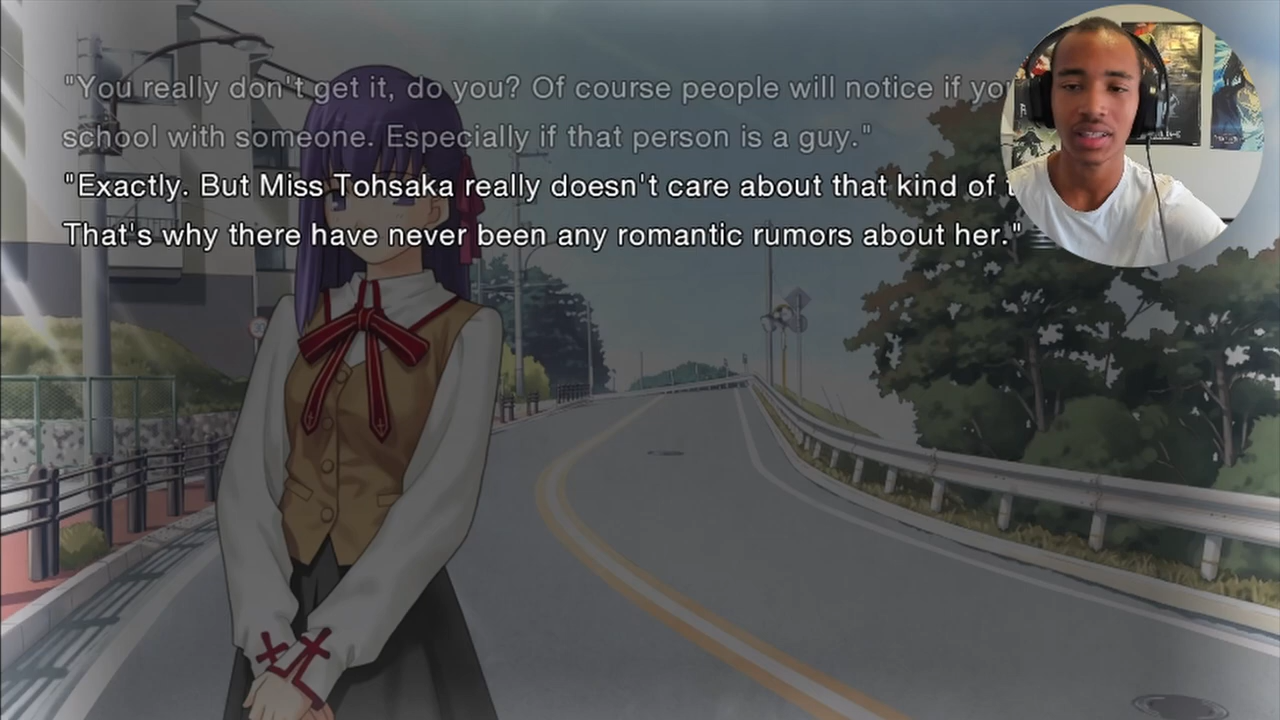 "You really don't get it, do you? Of course people will notice if you
school with someone. Especially if that person is a guy."
"Exactly. But Miss Tohsaka really doesn't care about that kind of
That's why there have never been any romantic rumors about her."